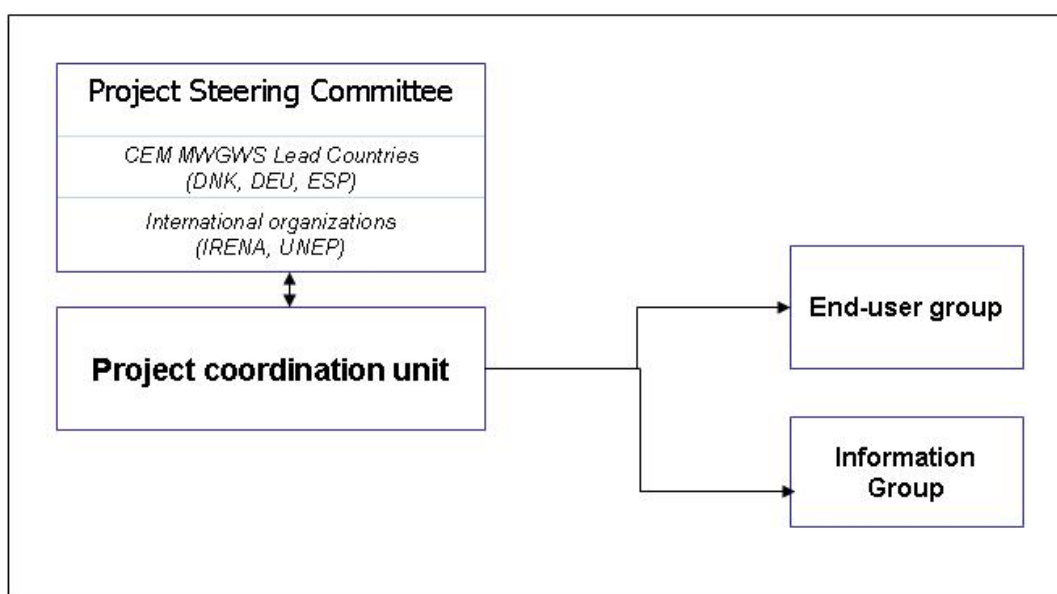 Project Steering Committee
CEM MWGWS Lead Countries
(DNK, DEU, ESP)
International organizations
(IRENA, UNEP)
Project coordination unit
End-user group
Information
Group